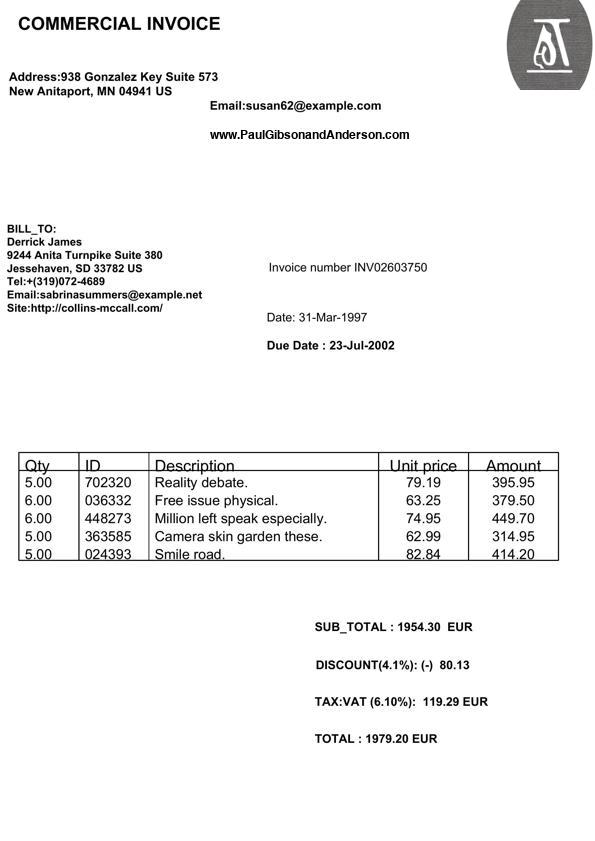 COMMERCIAL INVOICE
Address:938 Gonzalez Key Suite 573
New Anitaport, MN 04941 US
Email:susan62@example.com
www.PaulGibsonandAnderson.com
BILL_TO:
Derrick James
9244 Anita Turnpike Suite 380
Jessehaven, SD 33782 US
Tel:+(319)072-4689
Email:sabrinasummers@example.net
Site:http://collins-mccall.com/
Invoice number INV02603750
Date: 31-Mar-1997
Due Date : 23-Jul-2002
Qty ID Description Unit price Amount
5.00 702320 Reality debate. 79.19 395.95
6.00 036332 Free issue physical. 63.25 379.50
6.00 448273 Million left speak especially. 74.95 449.70
5.00 363585 Camera skin garden these. 62.99 314.95
5.00 024393 Smile road. 82.84 414.20
SUB_TOTAL : 1954.30 EUR
DISCOUNT(4.1%): (-) 80.13
TAX:VAT (6.10%): 119.29 EUR
TOTAL : 1979.20 EUR